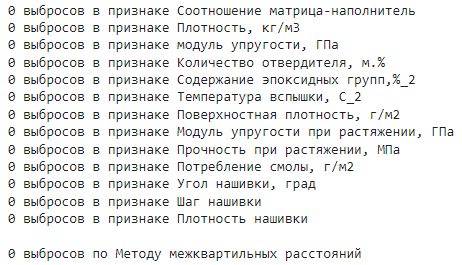 0 выбросов в признаке Соотношение матрица-наполнитель
0 выбросов в признаке Плотность, кг/м3
0 выбросов в признаке модуль упругости, ГПа
0 выбросов в признаке Количество отвердителя, м.%
0 выбросов в признаке Содержание эпоксидных групп,%_2
0 выбросов в признаке Температура вспышки, С_2
0 выбросов в признаке Поверхностная плотность, г/м2
0 выбросов в признаке Модуль упругости при растяжении, ГПа
0 выбросов в признаке Прочность при растяжении, МПа
0 выбросов в признаке Потребление смолы, г/м2
0 выбросов в признаке Угол нашивки, град
0 выбросов в признаке Шаг нашивки
0 выбросов в признаке Плотность нашивки
0 выбросов по Методу межквартильных расстояний